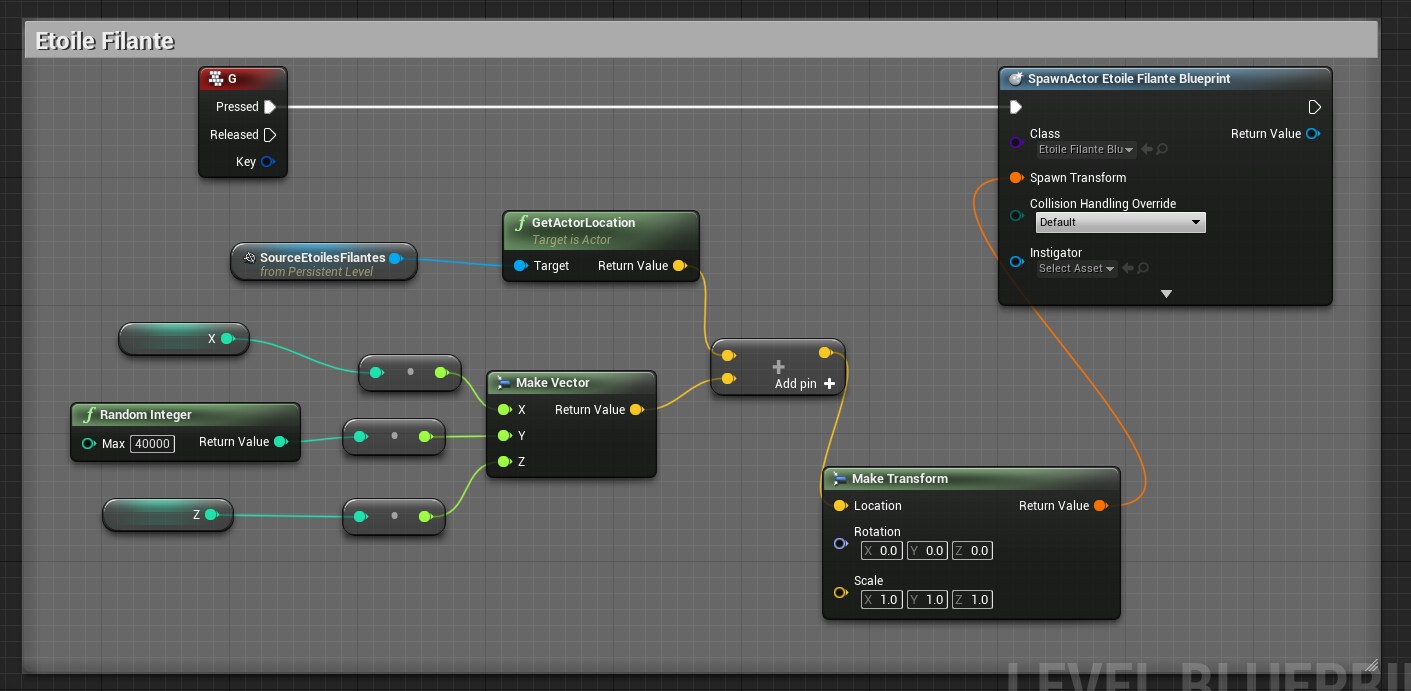 Etoile Filante
G
Pressed
Released
Key
SpawnActor Etoile Filante Blueprint
Class
Return Value
Etoile Filante Blu
Spawn Transform
Collision Handling Override
Default
Instigator
Select Asset
GetActorLocation
Target is Actor
Target
Return Value
SourceEtoilesFilantes
from Persistent Level
X
Add pin
Make Vector
X
Return Value
Y
Z
Random Integer
Max 40000
Return Value
Z
Make Transform
Location
Return Value
Rotation
X 0.0 Y 0.0 Z 0.0
Scale
X 1.0 Y 1.0 Z 1.0